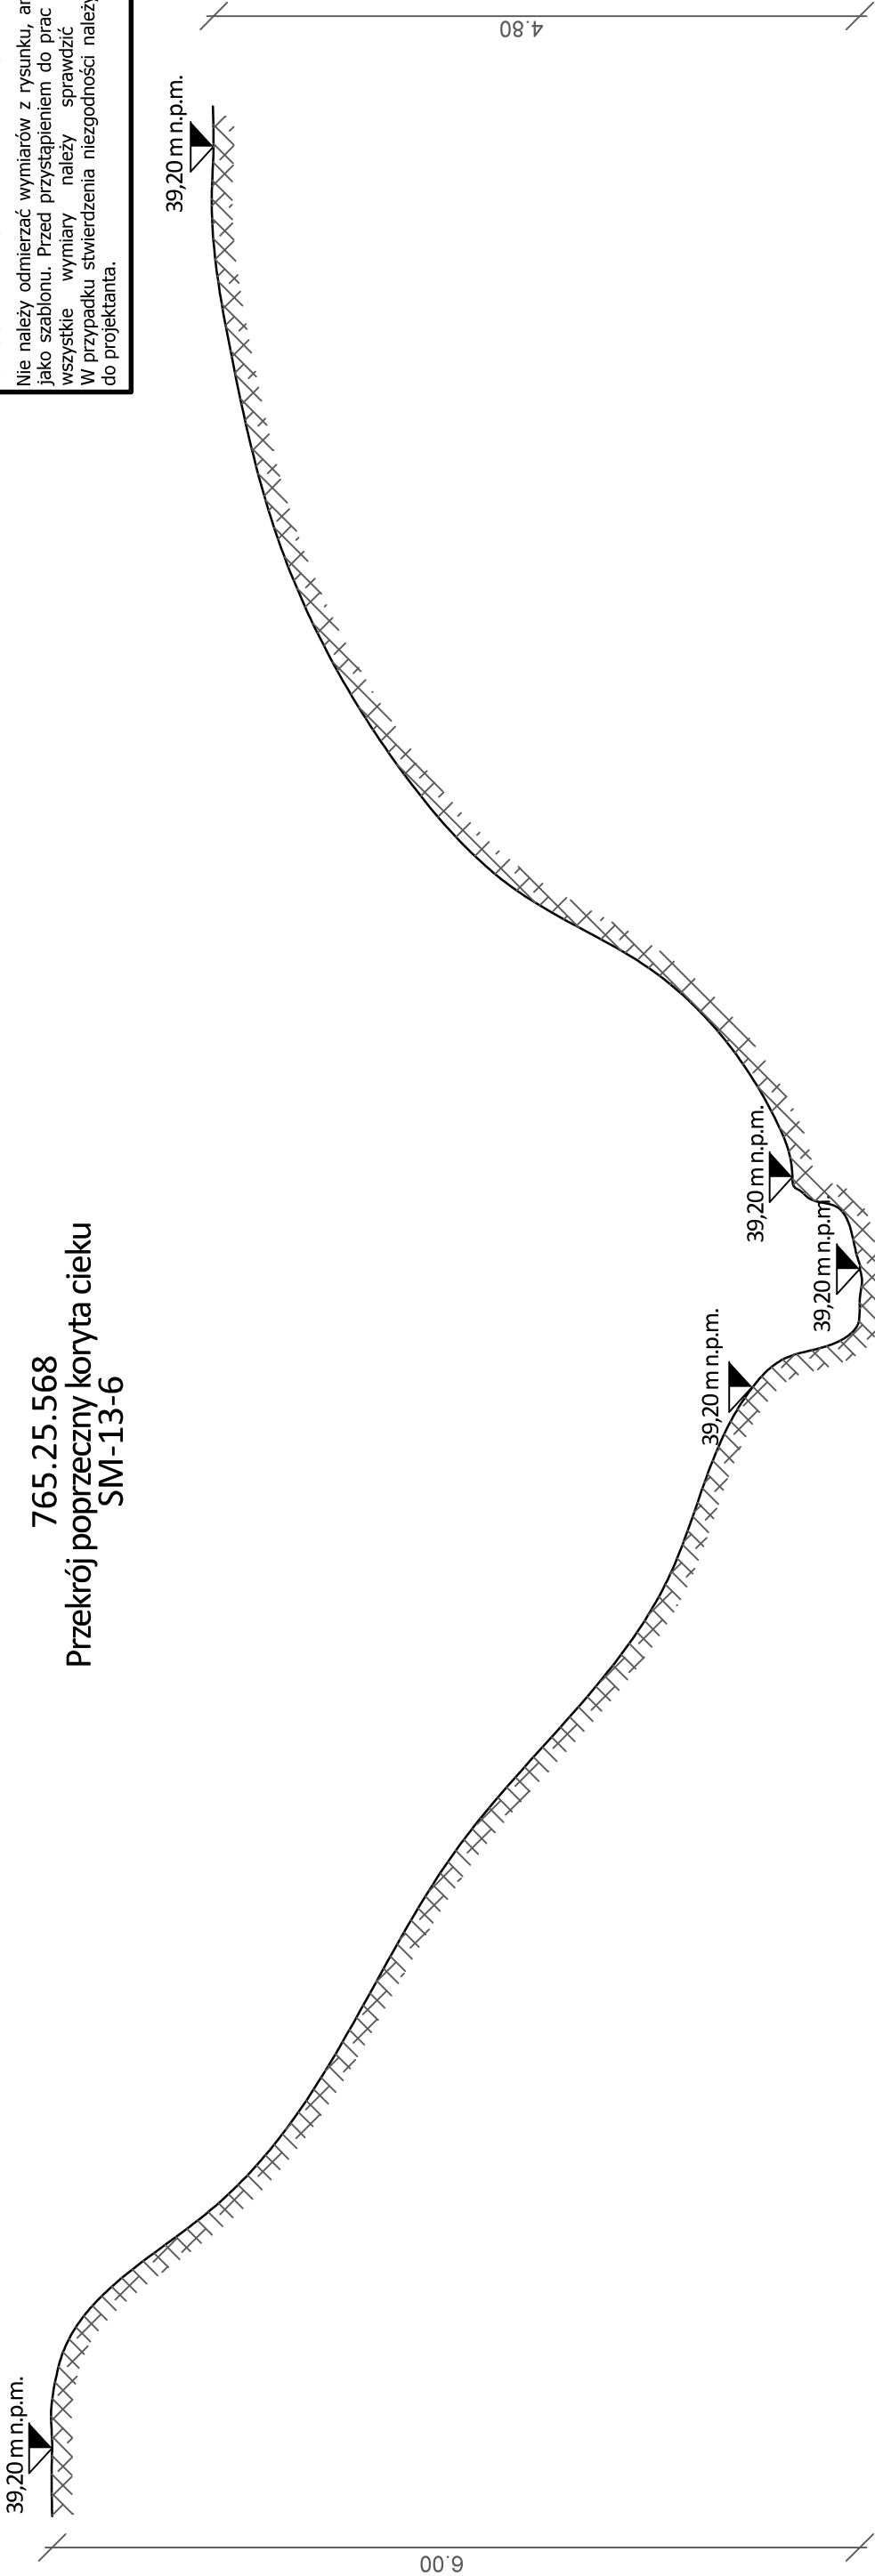 Nie należy odmierzać wymiarów z rysunku,
jako szablonu. Przed przystąpieniem do prac
wszystkie wymiary należy sprawdzić
W przypadku stwierdzenia niezgodności należy
do projektanta.
765.25.568
Przekrój poprzeczny koryta cieku
SM-13-6
39,20 m n.p.m.
39,20 m n.p.m.
39,20 m n.p.m.
39,20 m n.p.m.
39,20 m n.p.m.
6.00
4.80